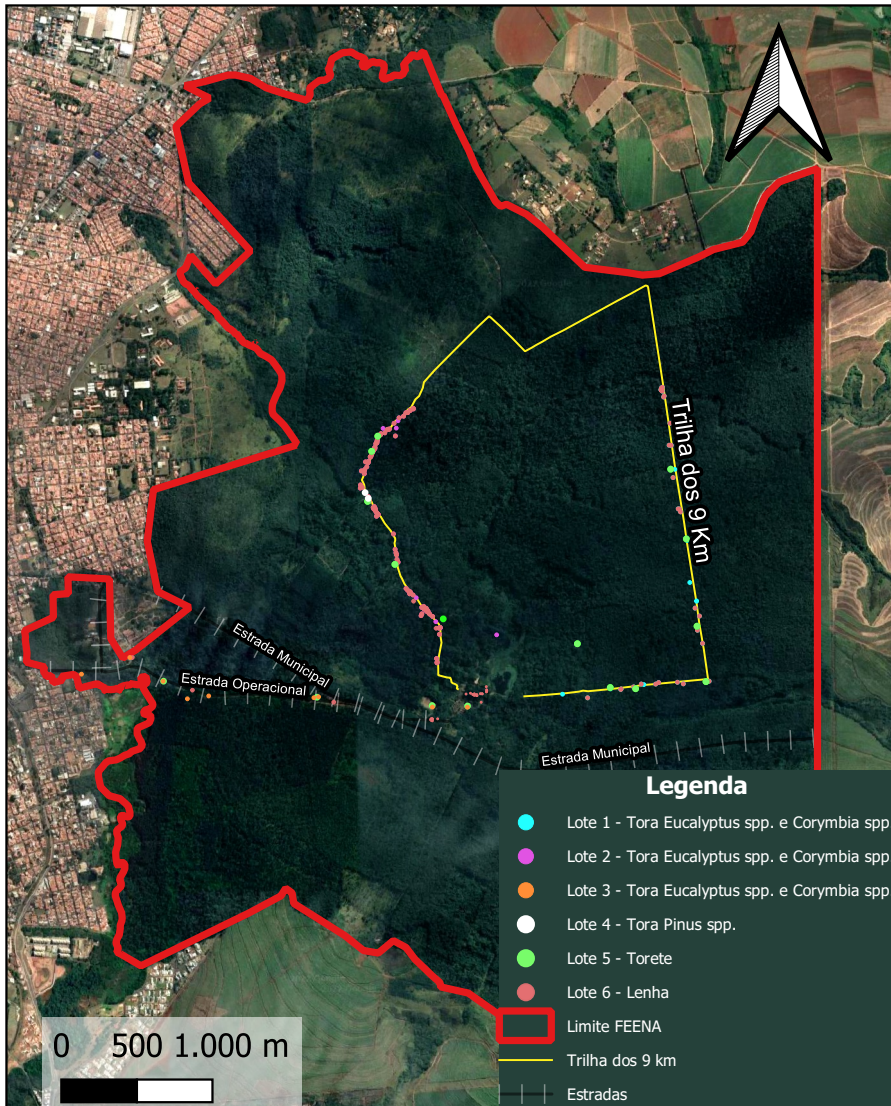 Trilha dos 9 Km
Estrada Municipal
Estrada Operacional
Estrada Municipal
Legenda
Lote 1 - Tora Eucalyptus spp. e Corymbia spp
Lote 2 - Tora Eucalyptus spp. e Corymbia spp
Lote 3 - Tora Eucalyptus spp. e Corymbia spp
Lote 4 - Tora Pinus spp.
Lote 5 - Torete
Lote 6 - Lenha
Limite FEENA
Trilha dos 9 km
Estradas
0 500 1.000 m